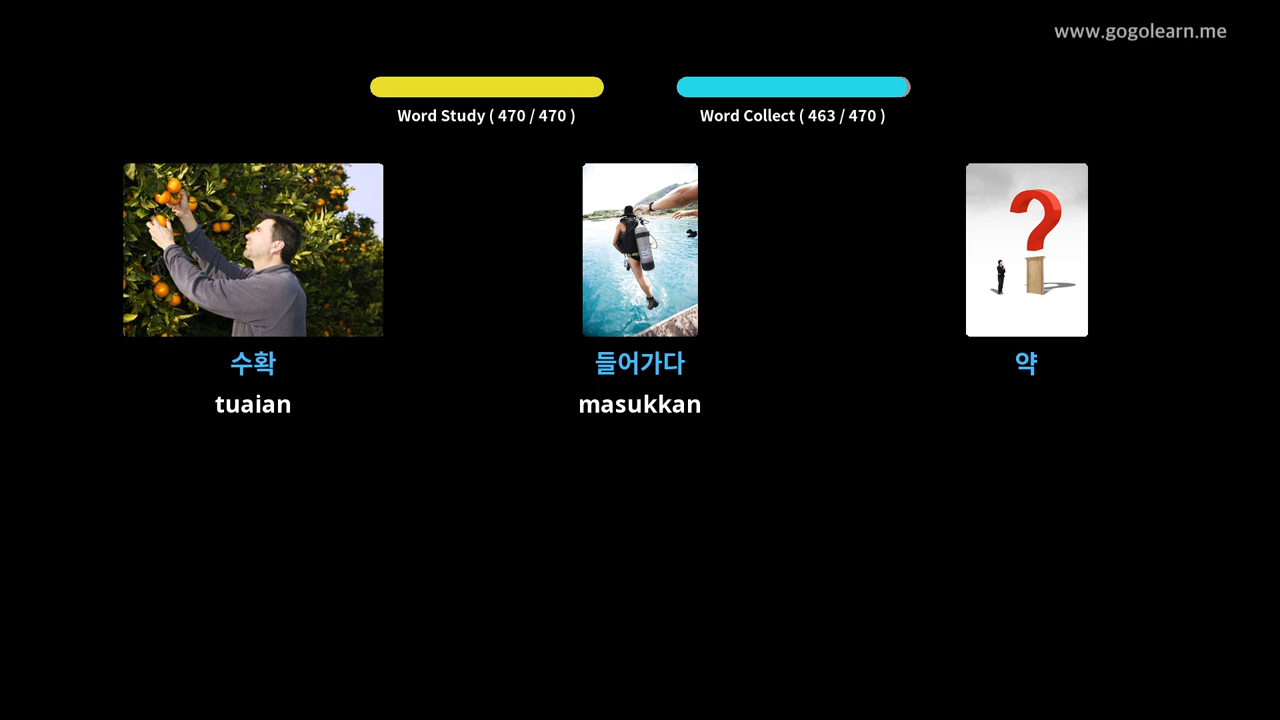 www.gogolearn.me
Word Study ( 470 / 470 )
Word Collect ( 463 / 470 )
수확
들어가다
약
tuaian
masukkan